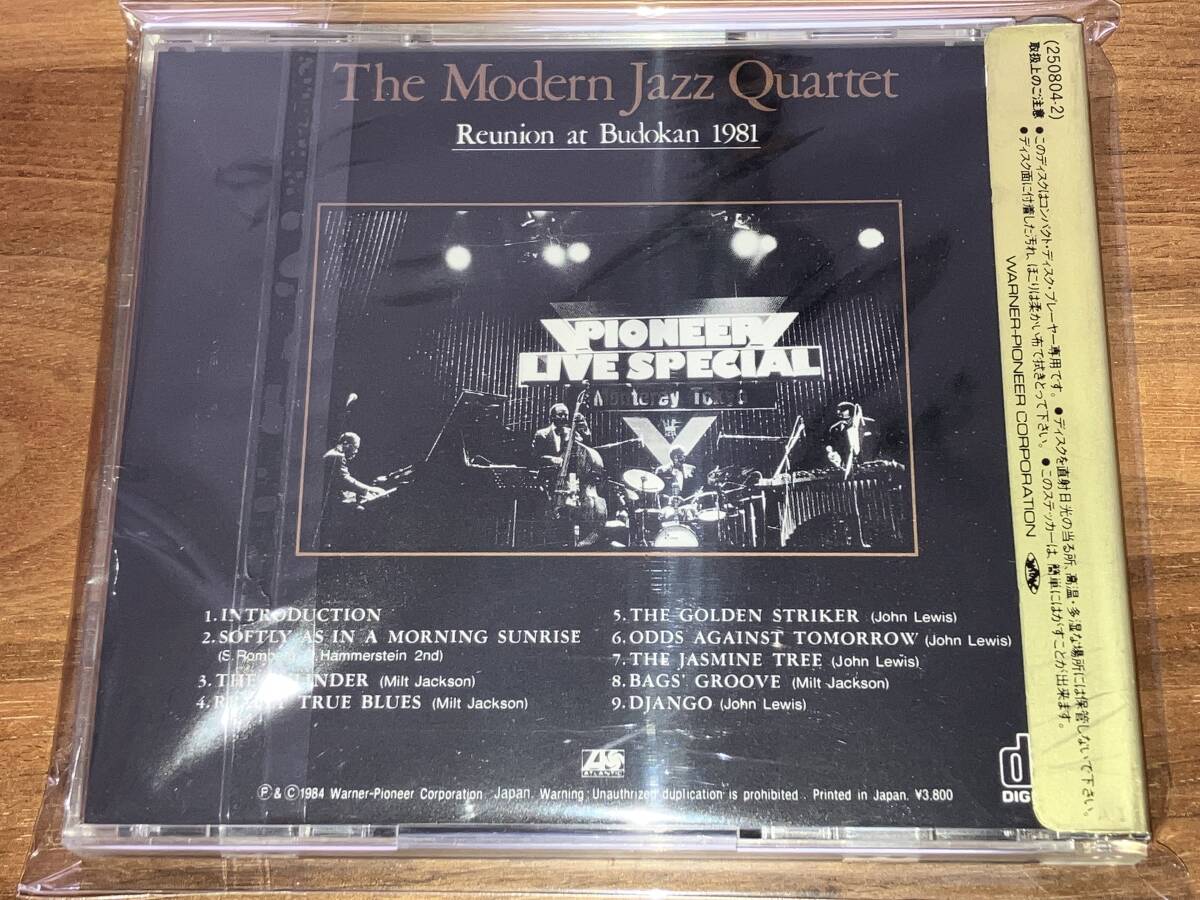 The Modern Jazz Quartet
Reunion at Budokan 1981
PIONEER
LIVE SPECIAL
Monterey Tokyo
1. INTRODUCTION
2. SOFTLY AS IN A MORNING SUNRISE
(S. Hammerstein 2nd)
3. THE (Milt Jackson)
4. TRUE BLUES (Milt Jackson)
5. THE GOLDEN STRIKER (John Lewis)
6. ODDS AGAINST TOMORROW (John Lewis)
7. THE JASMINE TREE (John Lewis)
8. BAGS' GROOVE (Milt Jackson)
9. DJANGO (John Lewis)
ATLANTIC
Ⓟ & Ⓒ 1984 Warner-Pioneer Corporation Japan. Warning: Unauthrized duplication is prohibited. Printed in Japan. ¥3.800
DIG
(250804-2)
取扱上のご注意 ●このディスクはコンパクト・ディスク・プレーヤー専用です。 ●ディスクを直射日光の当る所、高温・多湿な場所には保管しないで下さい。
●ディスク面に付着した汚れ、ほこりは柔かい布で拭きとって下さい。 ●このステッカーは、簡単にはがすことが出来ます。
WARNER-PIONEER CORPORATION